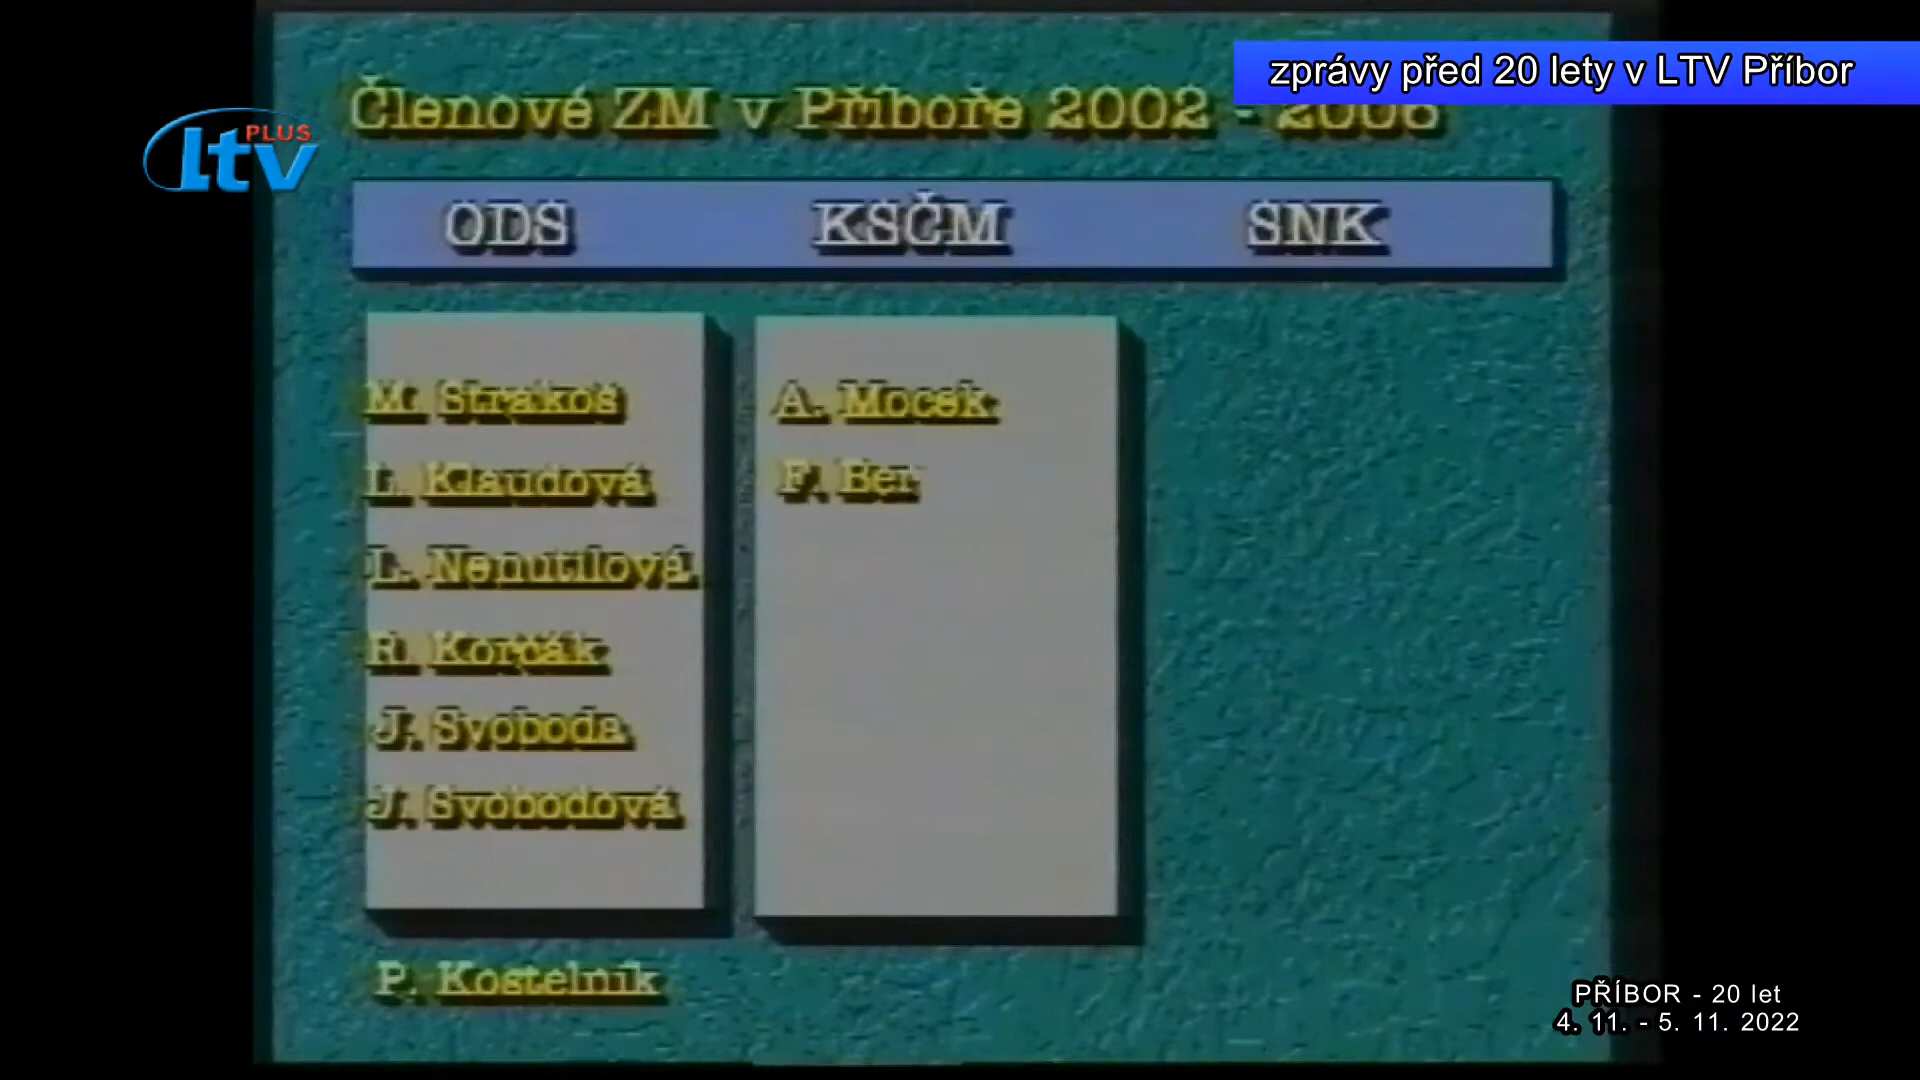 zprávy před 20 lety v LTV Příbor
Členové ZM v Příboře 2002 - 2006
ltv PLUS
ODS KSČM SNK
M. Strakoš
L. Klaudová
L. Nenutilová
R. Korčák
J. Svoboda
J. Svobodová
A. Mocek
F. Ber
P. Kostelník
PŘÍBOR - 20 let
4. 11. - 5. 11. 2022